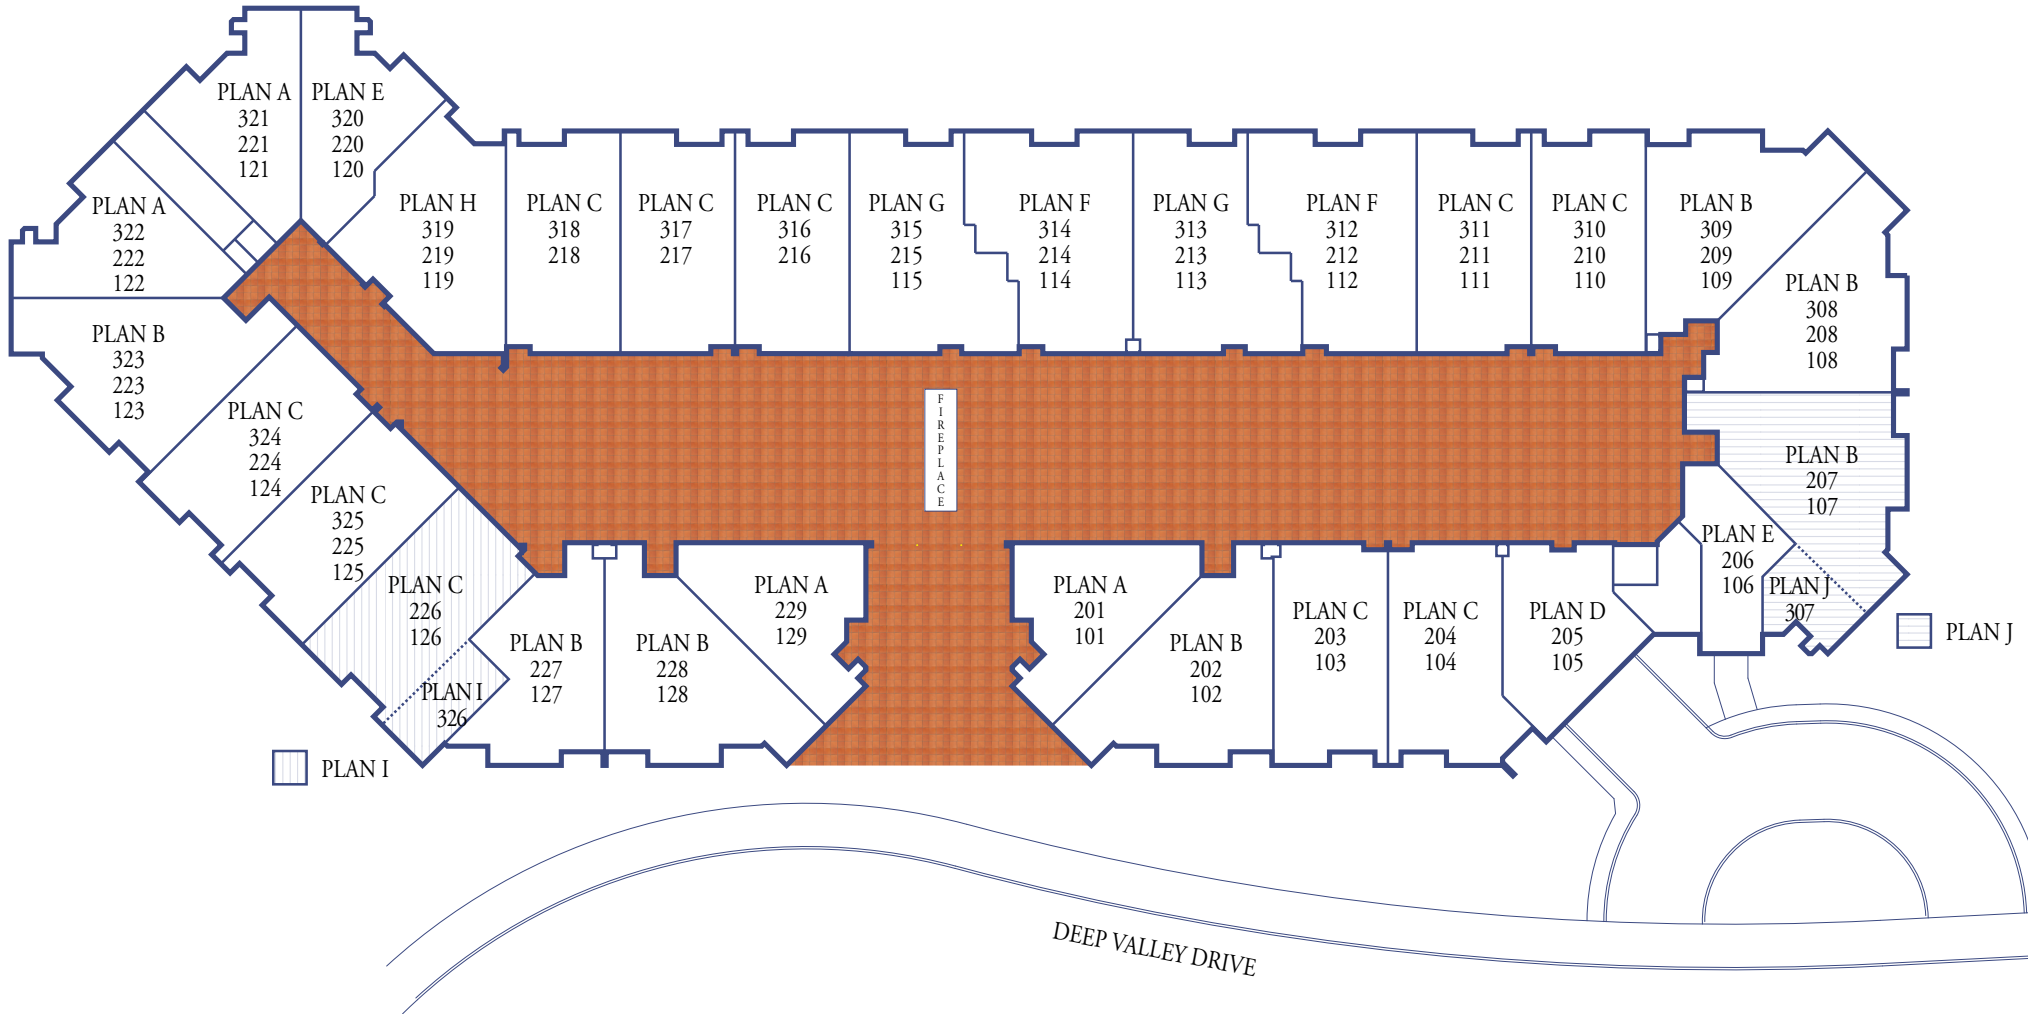 PLAN A
321
221
121
PLAN E
320
220
120
PLAN A
322
222
122
PLAN H
319
219
119
PLAN C
318
218
PLAN C
317
217
PLAN C
316
216
PLAN G
315
215
115
PLAN F
314
214
114
PLAN G
313
213
113
PLAN F
312
212
112
PLAN C
311
211
111
PLAN C
310
210
110
PLAN B
309
209
109
PLAN B
308
208
108
PLAN B
323
223
123
PLAN C
324
224
124
PLAN C
325
225
125
FIREPLACE
PLAN B
207
107
PLAN E
206
106
PLAN J
307
PLAN J
PLAN C
226
126
PLAN I
326
PLAN I
PLAN B
227
127
PLAN B
228
128
PLAN A
229
129
PLAN A
201
101
PLAN B
202
102
PLAN C
203
103
PLAN C
204
104
PLAN D
205
105
DEEP VALLEY DRIVE